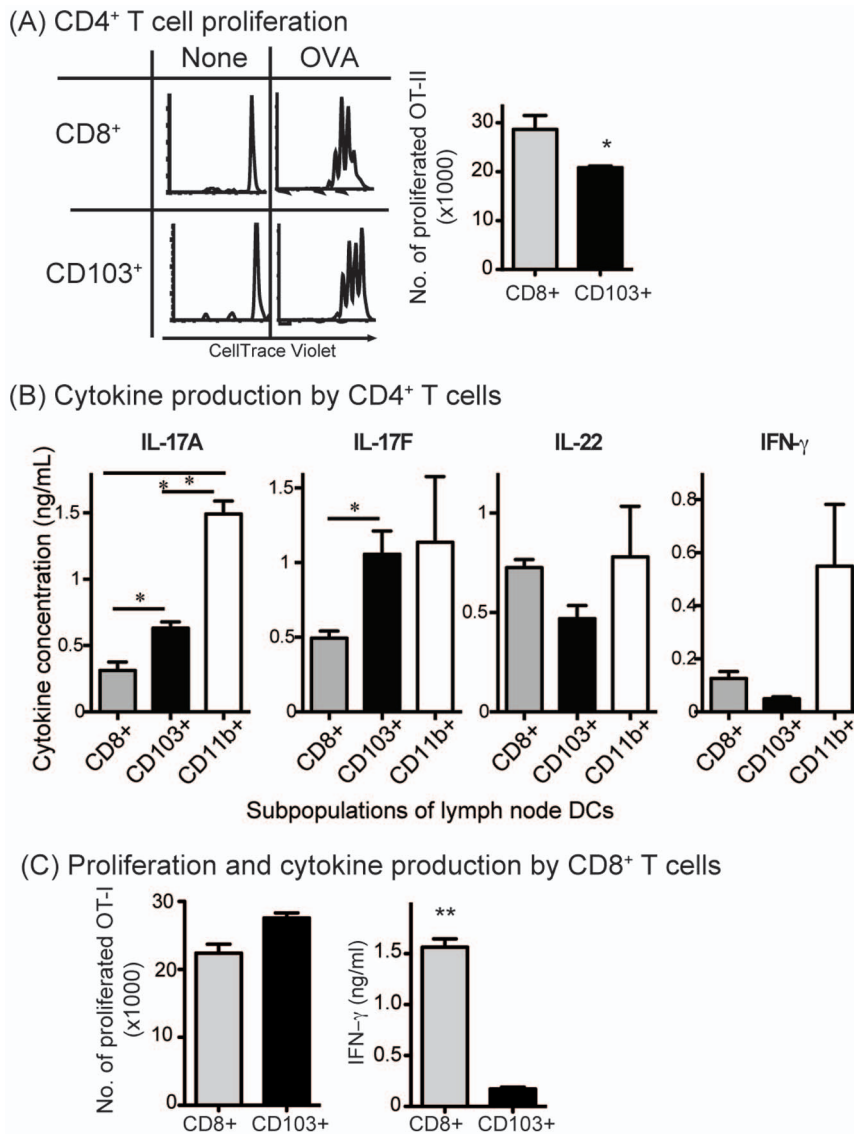 (A) CD4⁺ T cell proliferation
None OVA
CD8⁺
CD103⁺
CellTrace Violet
No. of proliferated OT-II
(x1000)
30
20
10
0
*
CD8+ CD103+
(B) Cytokine production by CD4⁺ T cells
Cytokine concentration (ng/mL)
IL-17A
1.5
1
0.5
0
* *
*
CD8+
CD103+
CD11b+
IL-17F
1.5
1
0.5
0
*
CD8+
CD103+
CD11b+
IL-22
1
0.5
0
CD8+
CD103+
CD11b+
IFN-γ
0.8
0.6
0.4
0.2
0
CD8+
CD103+
CD11b+
Subpopulations of lymph node DCs
(C) Proliferation and cytokine production by CD8⁺ T cells
No. of proliferated OT-I
(x1000)
30
20
10
0
CD8+ CD103+
IFN-γ (ng/ml)
1.5
1.0
0.5
0
**
CD8+ CD103+